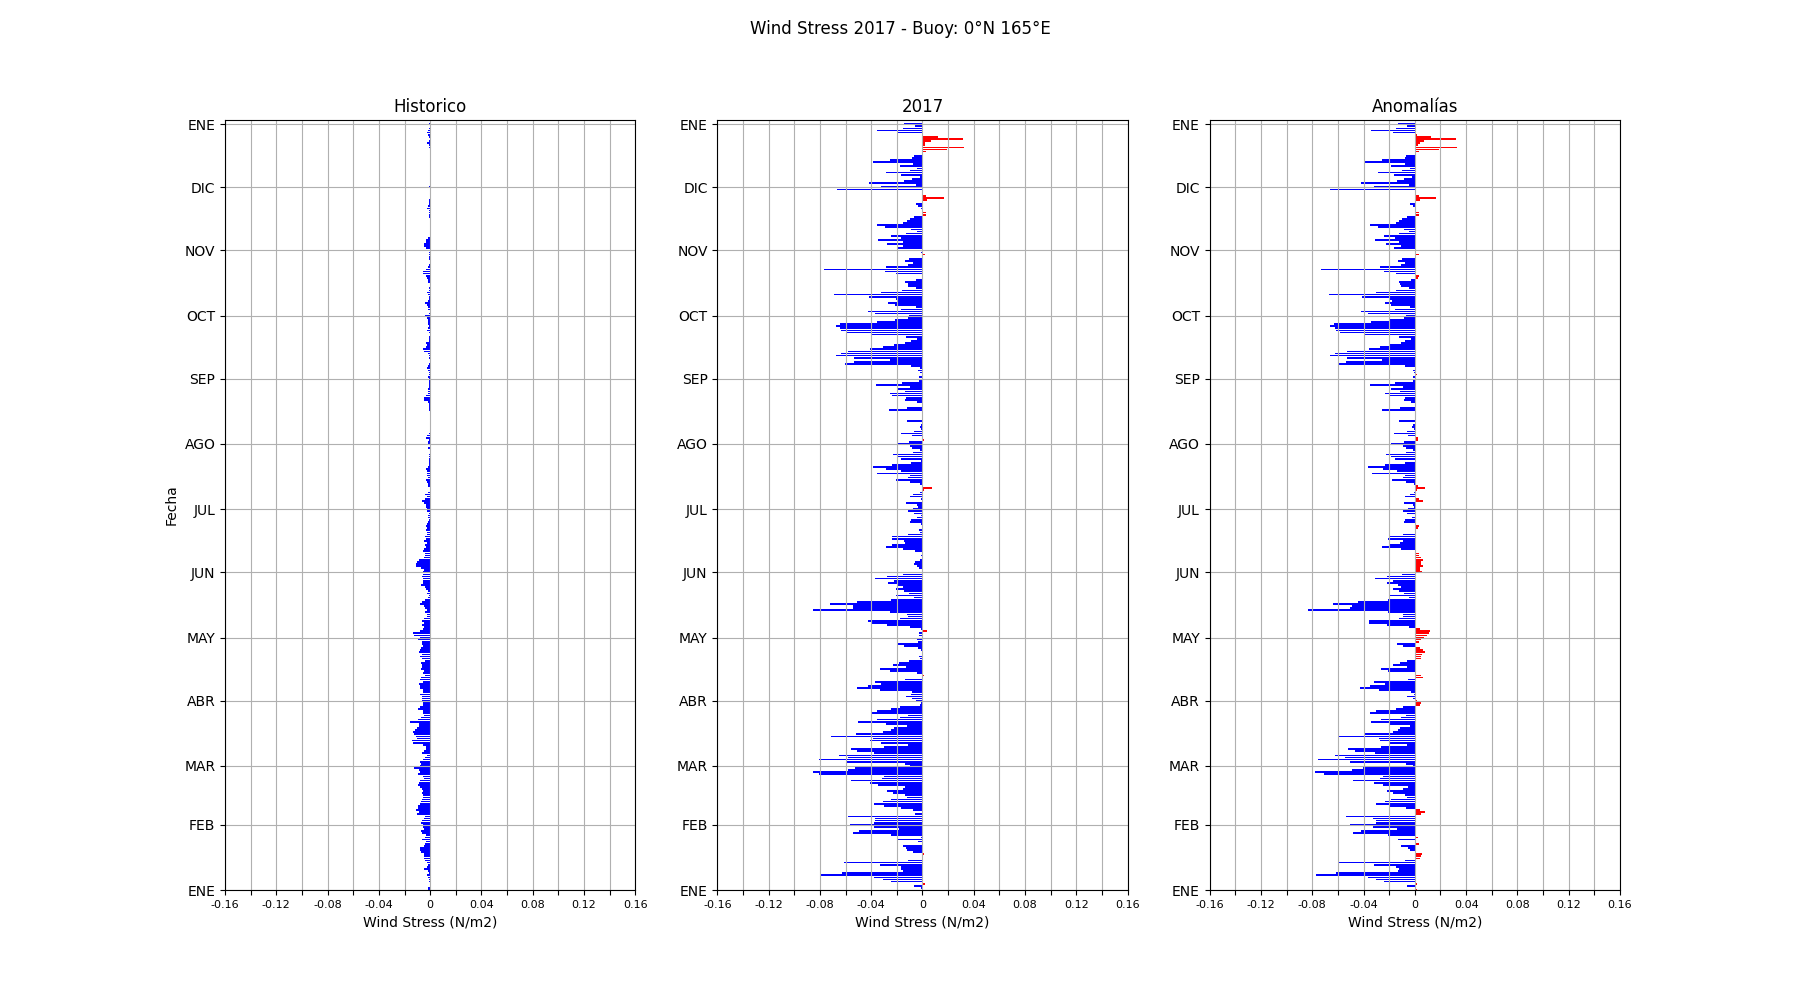 Wind Stress 2017 - Buoy: 0°N 165°E
Historico
2017
Anomalías
Fecha
ENE
DIC
NOV
OCT
SEP
AGO
JUL
JUN
MAY
ABR
MAR
FEB
ENE
-0.16 -0.12 -0.08 -0.04 0 0.04 0.08 0.12 0.16
Wind Stress (N/m2)
ENE
DIC
NOV
OCT
SEP
AGO
JUL
JUN
MAY
ABR
MAR
FEB
ENE
-0.16 -0.12 -0.08 -0.04 0 0.04 0.08 0.12 0.16
Wind Stress (N/m2)
ENE
DIC
NOV
OCT
SEP
AGO
JUL
JUN
MAY
ABR
MAR
FEB
ENE
-0.16 -0.12 -0.08 -0.04 0 0.04 0.08 0.12 0.16
Wind Stress (N/m2)